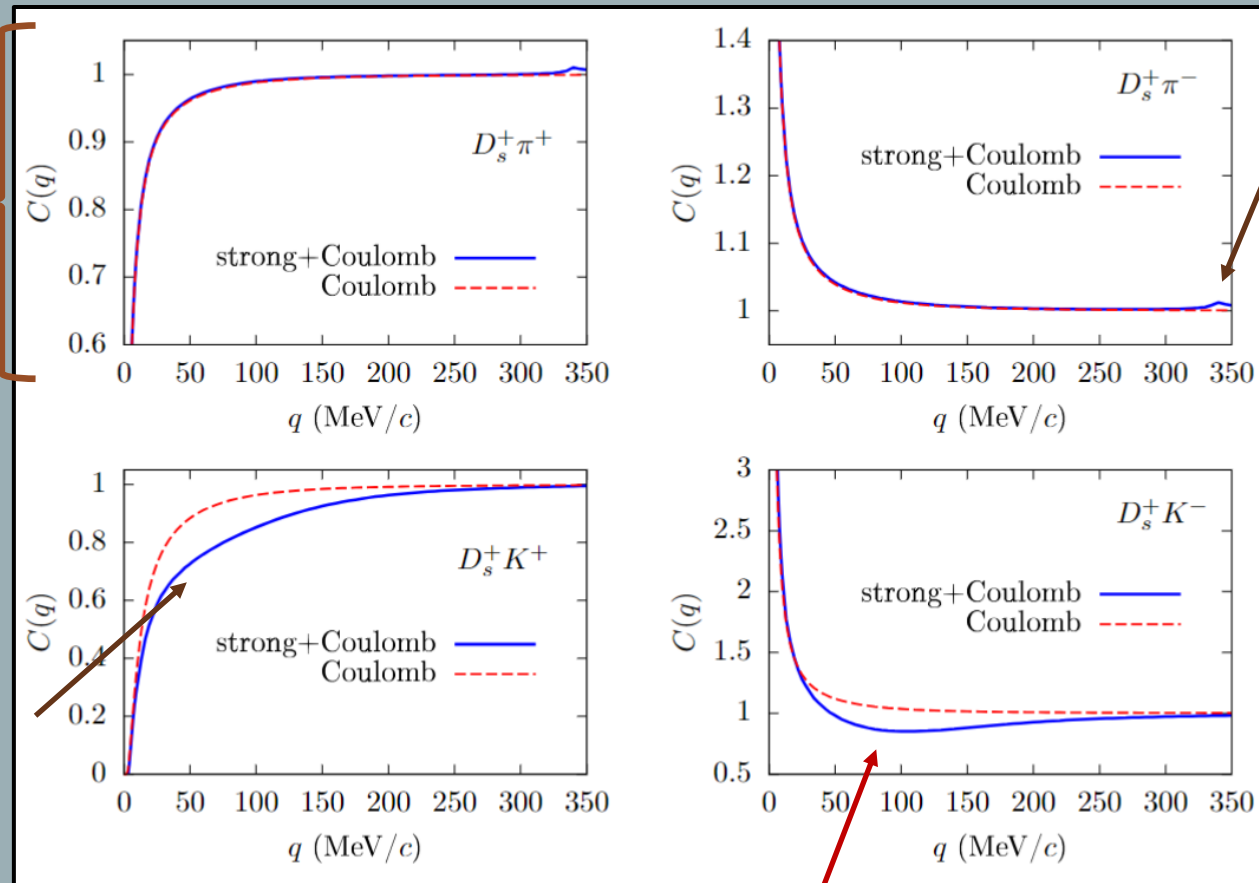 1
0.9
0.8
0.7
0.6
C(q)
D_s^+π^+
strong+Coulomb
Coulomb
0 50 100 150 200 250 300 350
q (MeV/c)
1.4
1.3
1.2
1.1
1
C(q)
D_s^+π^−
strong+Coulomb
Coulomb
0 50 100 150 200 250 300 350
q (MeV/c)
1
0.8
0.6
0.4
0.2
0
C(q)
D_s^+K^+
strong+Coulomb
Coulomb
0 50 100 150 200 250 300 350
q (MeV/c)
3
2.5
2
1.5
1
0.5
C(q)
D_s^+K^−
strong+Coulomb
Coulomb
0 50 100 150 200 250 300 350
q (MeV/c)